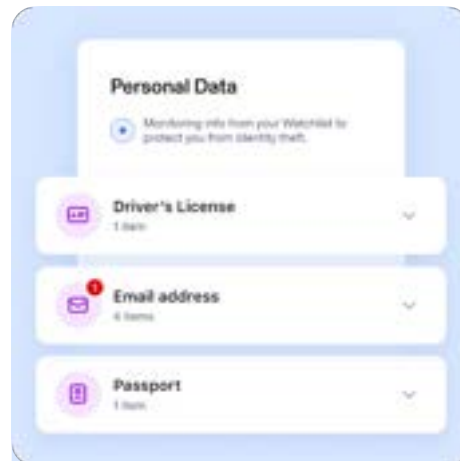 Personal Data
Monitoring info from your Watchlist to
protect you from identity theft.
Driver's License
1 item
1
Email address
4 items
Passport
1 item